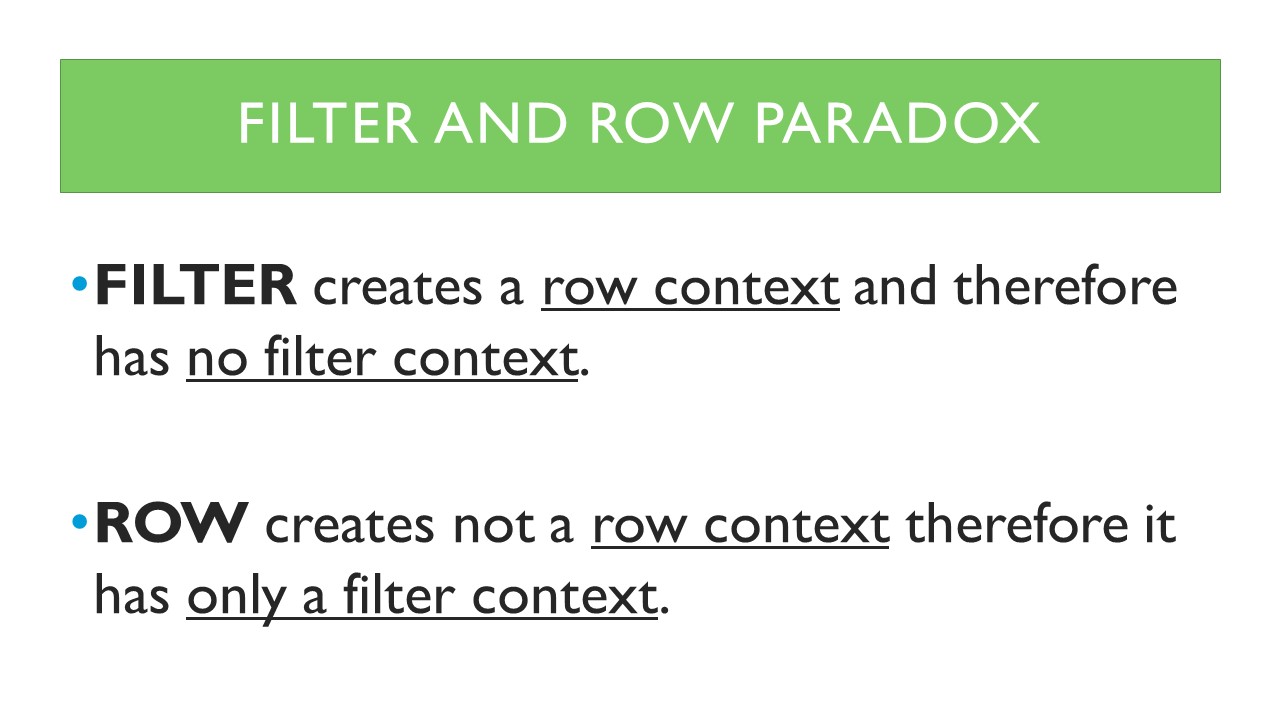 FILTER AND ROW PARADOX
•FILTER creates a row context and therefore
has no filter context.
•ROW creates not a row context therefore it
has only a filter context.